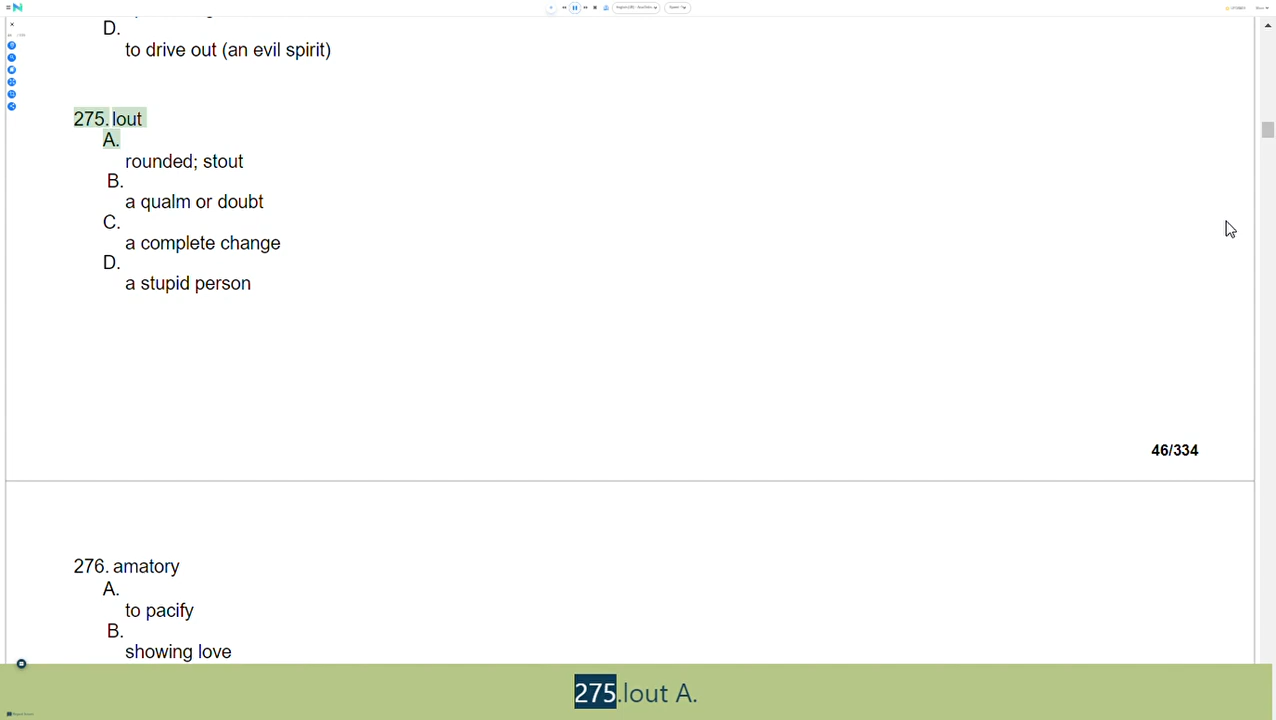 D.
to drive out (an evil spirit)
275. lout
A.
rounded; stout
B.
a qualm or doubt
C.
a complete change
D.
a stupid person
46/334
276. amatory
A.
to pacify
B.
showing love
275.lout A.